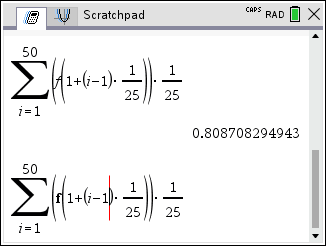 Scratchpad CAPS RAD
50
∑ (f(1+(i−1)· 1/25))· 1/25
i=1
0.808708294943
50
∑ (f(1+(i−1)· 1/25))· 1/25
i=1